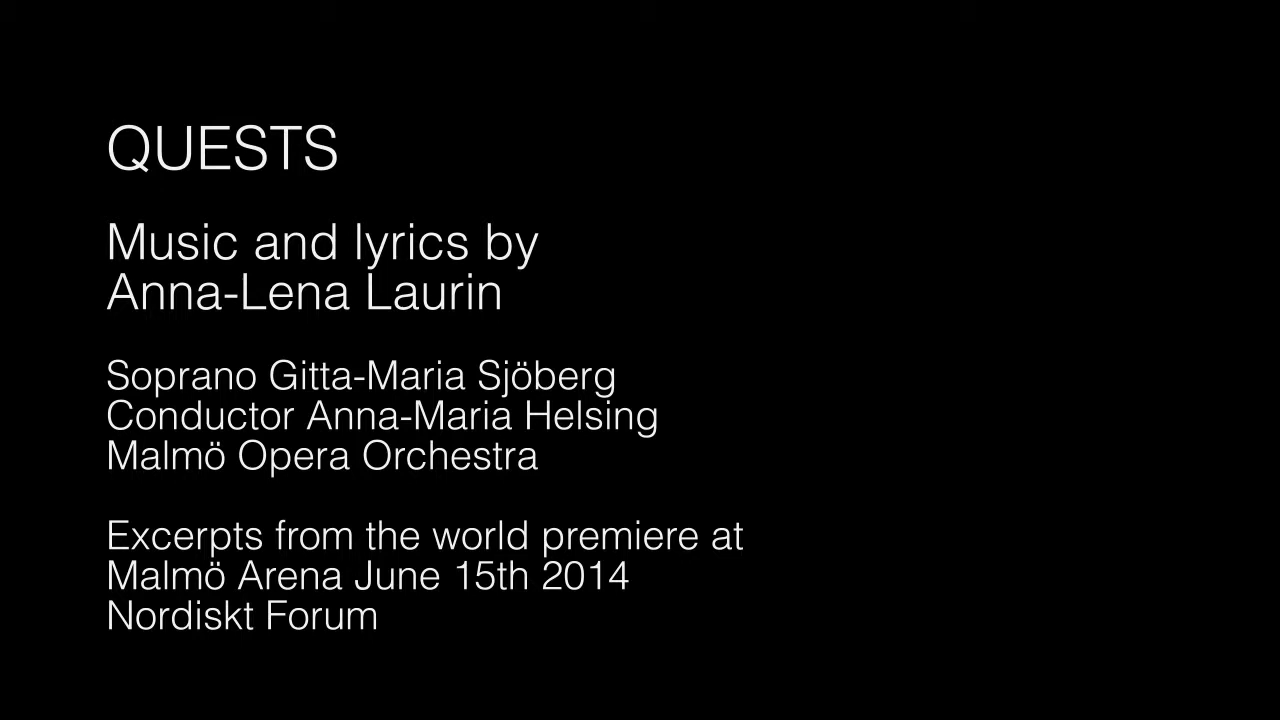 QUESTS
Music and lyrics by
Anna-Lena Laurin
Soprano Gitta-Maria Sjöberg
Conductor Anna-Maria Helsing
Malmö Opera Orchestra
Excerpts from the world premiere at
Malmö Arena June 15th 2014
Nordiskt Forum